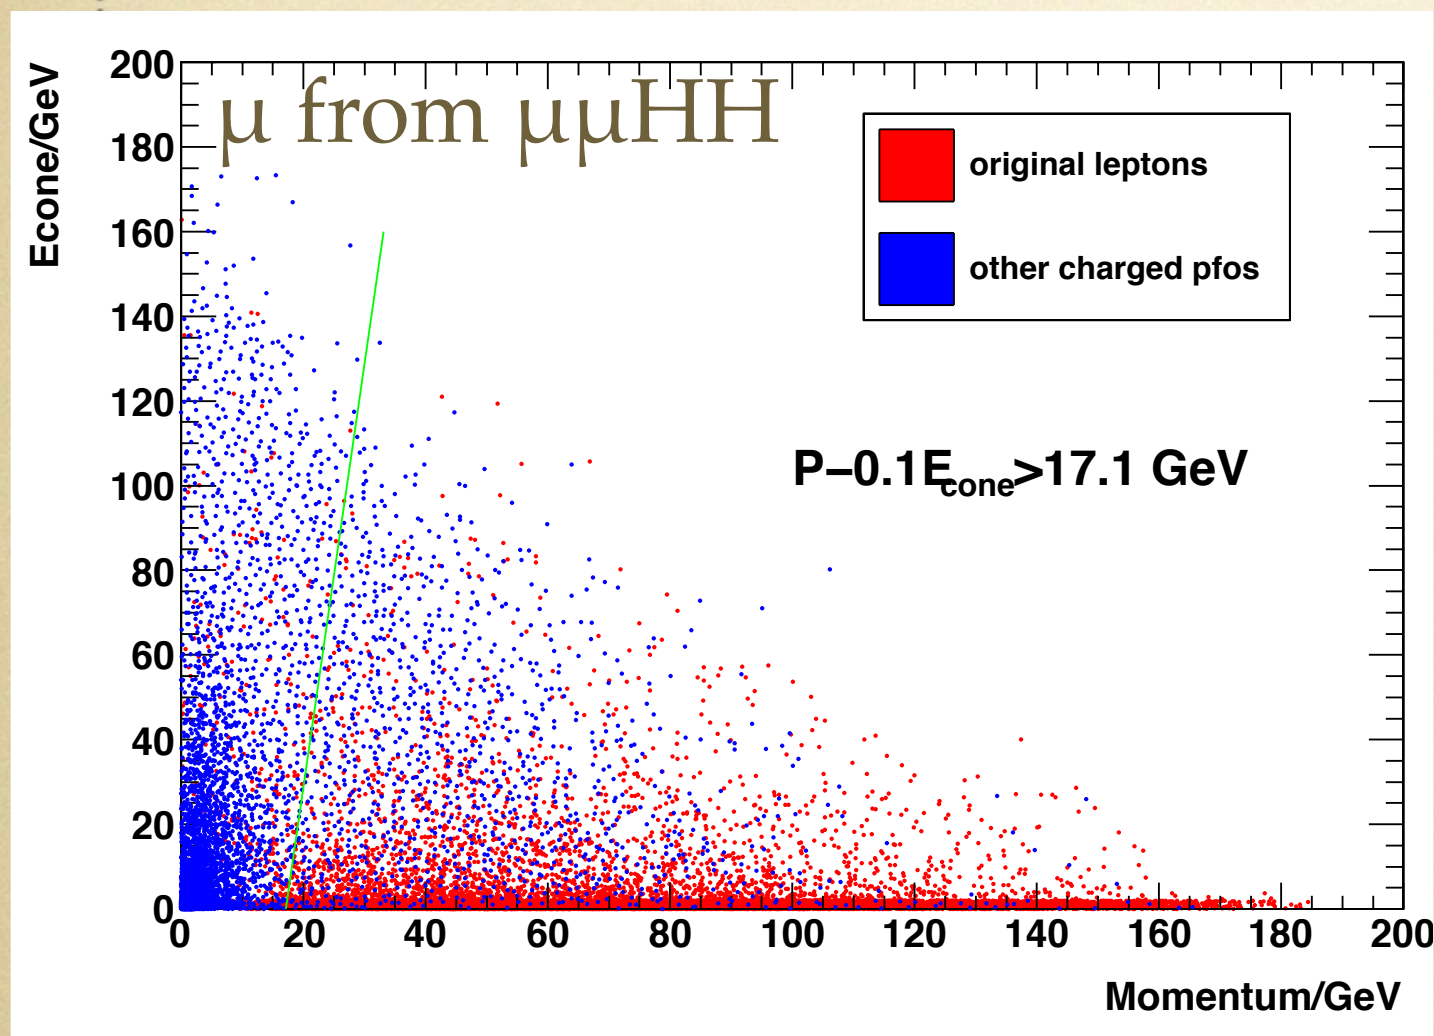 μ from μμHH
Econe/GeV
200
180
160
140
120
100
80
60
40
20
0
original leptons
other charged pfos
P−0.1Econe>17.1 GeV
0 20 40 60 80 100 120 140 160 180 200
Momentum/GeV